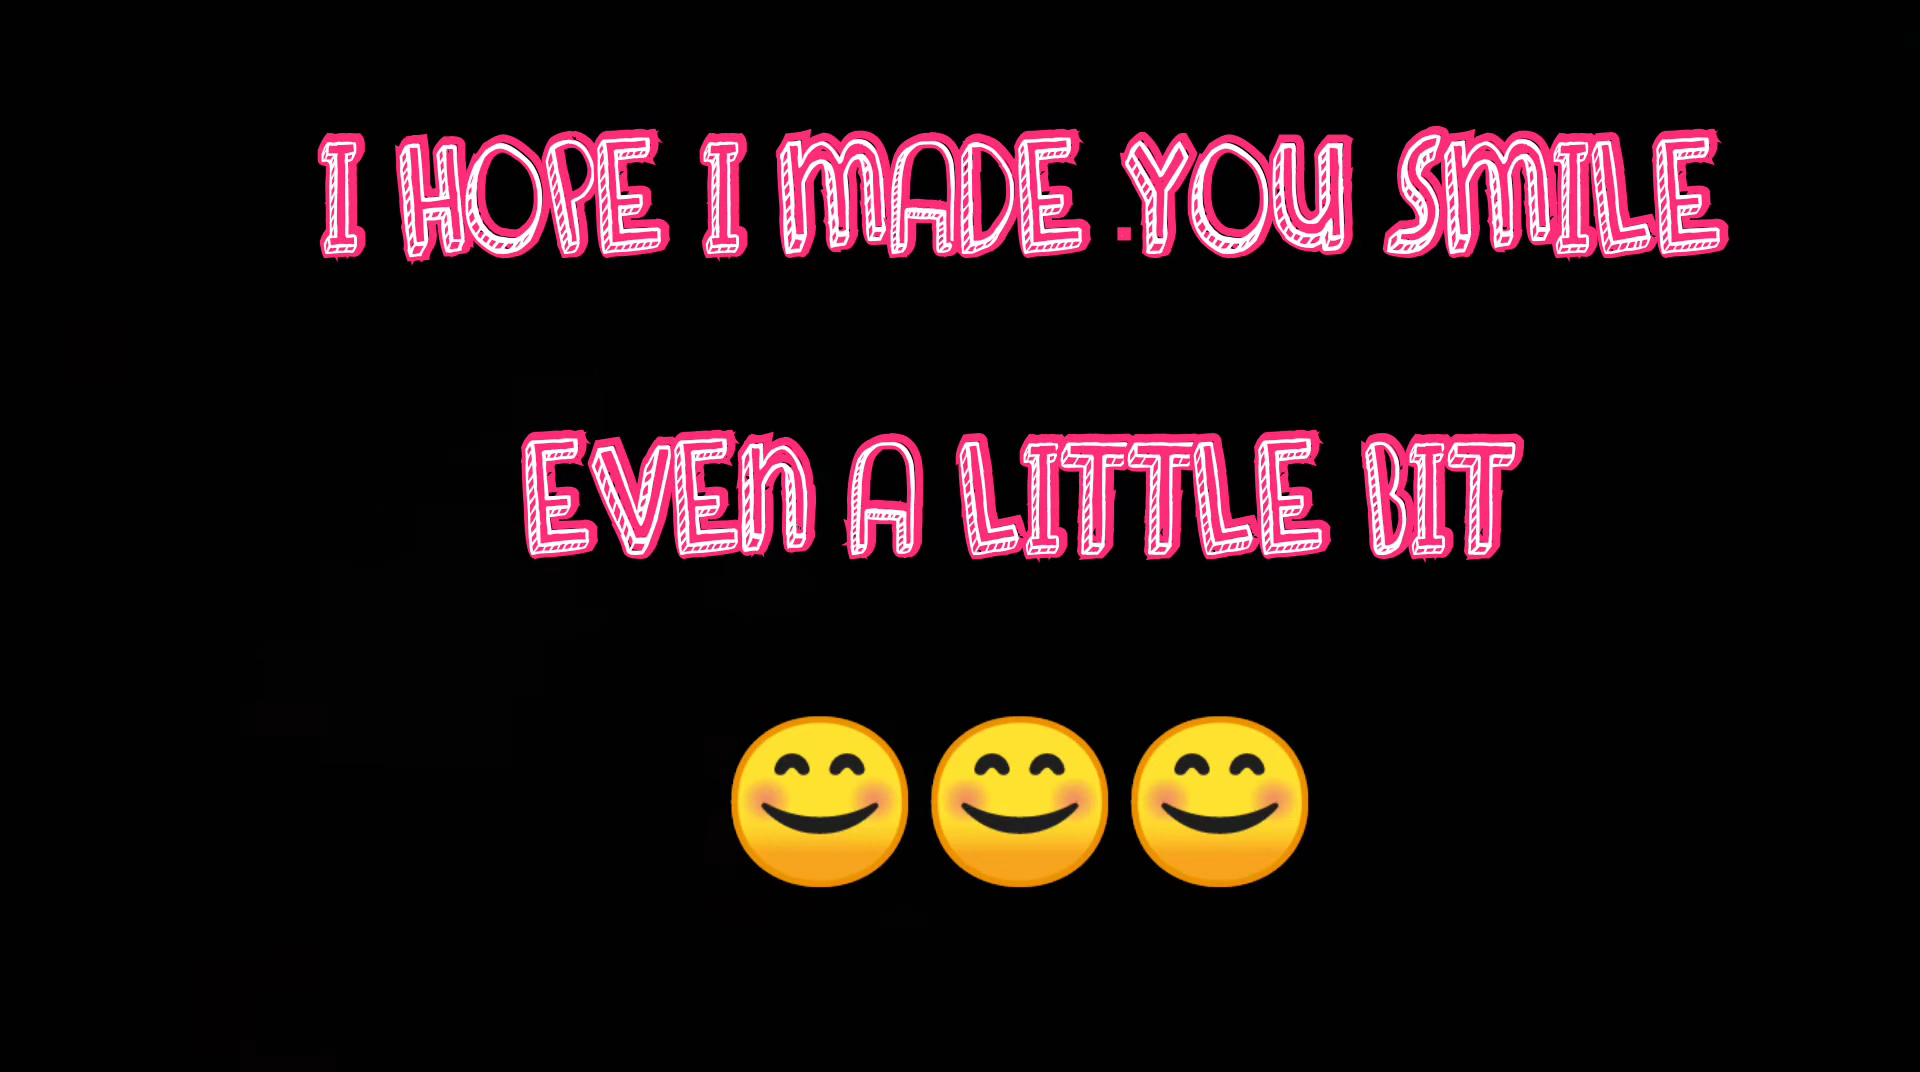 I HOPE I MADE .YOU SMILE
EVEN A LITTLE BIT
😊😊😊